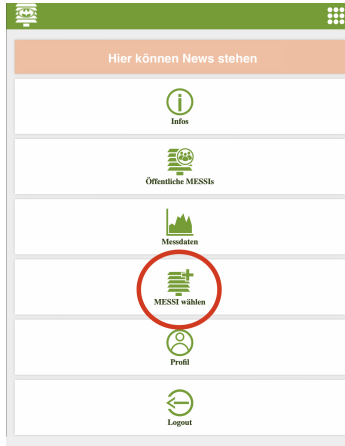 Hier können News stehen
Infos
Öffentliche MESSIs
Messdaten
MESSI wählen
Profil
Logout